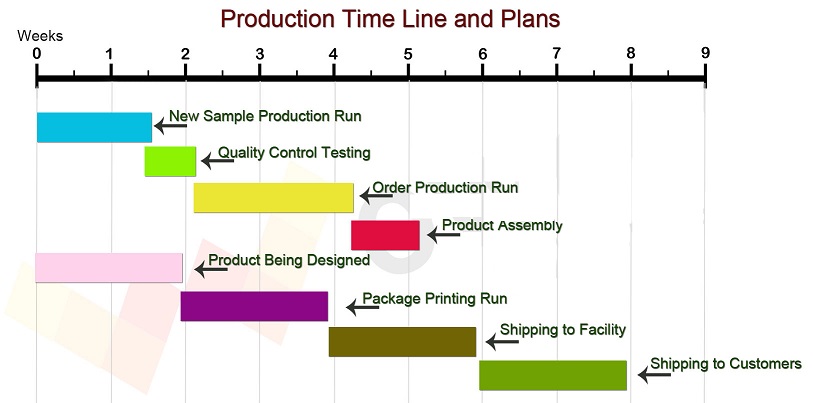 Production Time Line and Plans
Weeks
0 1 2 3 4 5 6 7 8 9
New Sample Production Run
Quality Control Testing
Order Production Run
Product Assembly
Product Being Designed
Package Printing Run
Shipping to Facility
Shipping to Customers